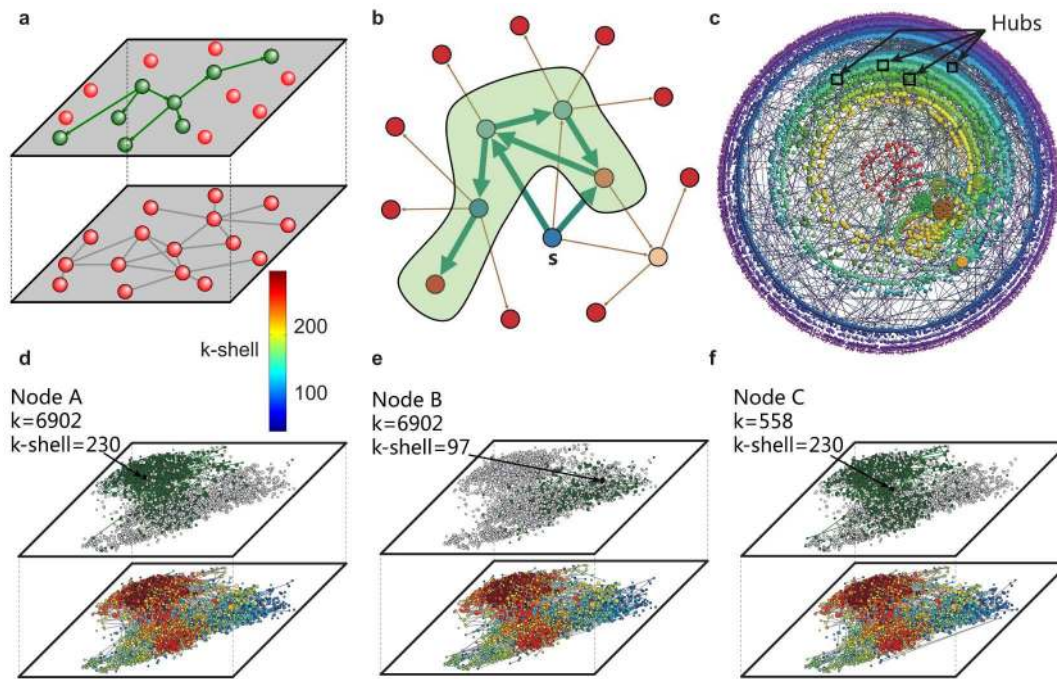 a
b
c
Hubs
s
k-shell
200
100
d
Node A
k=6902
k-shell=230
e
Node B
k=6902
k-shell=97
f
Node C
k=558
k-shell=230